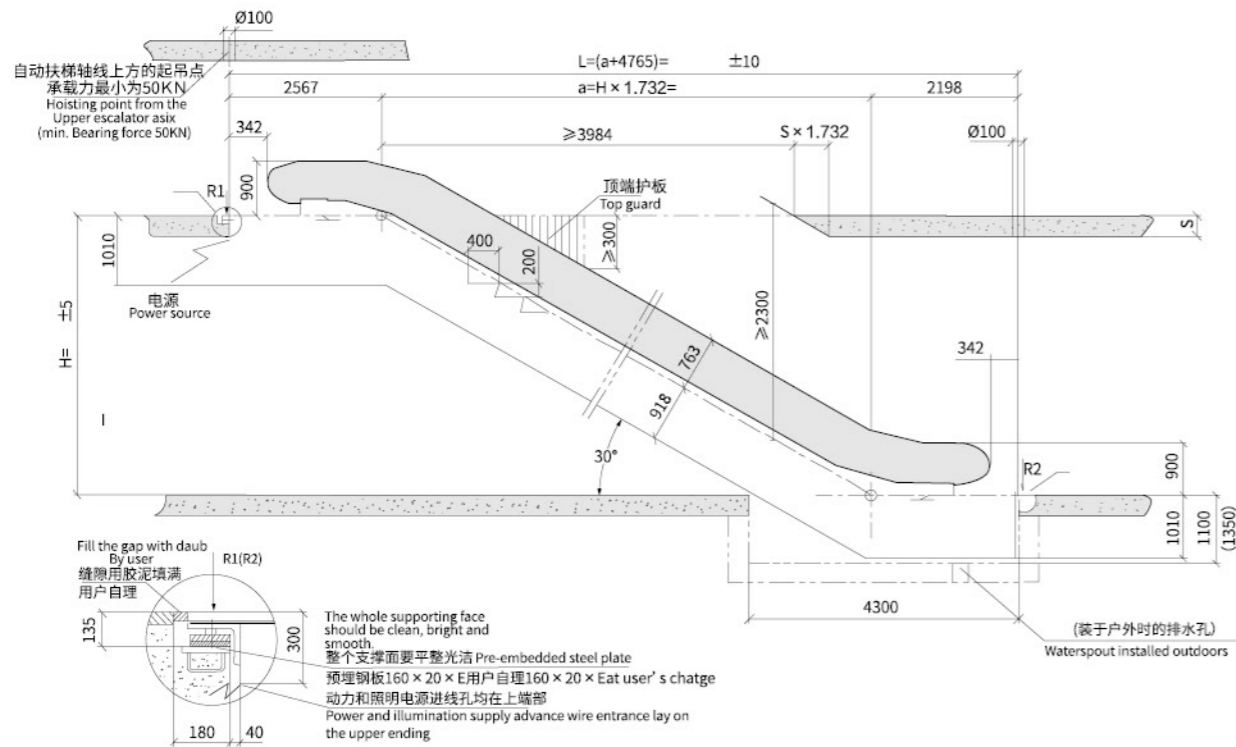 Ø100
自动扶梯轴线上方的起吊点
承载力最小为50KN
Hoisting point from the
Upper escalator asix
(min. Bearing force 50KN)
L=(a+4765)= ±10
2567
a=H×1.732=
2198
342
≥3984
S×1.732
Ø100
R1
900
顶端护板
Top guard
≥300
S
1010
400
200
电源
Power source
H= ±5
≥2300
342
763
918
30°
I
900
R2
1010
1100
(1350)
4300
(装于户外时的排水孔)
Waterspout installed outdoors
Fill the gap with daub
By user
缝隙用胶泥填满
用户自理
R1(R2)
135
300
180
40
The whole supporting face
should be clean, bright and
smooth.
整个支撑面要平整光洁 Pre-embedded steel plate
预埋钢板160×20×E用户自理160×20×Eat user's chatge
动力和照明电源进线孔均在上端部
Power and illumination supply advance wire entrance lay on
the upper ending